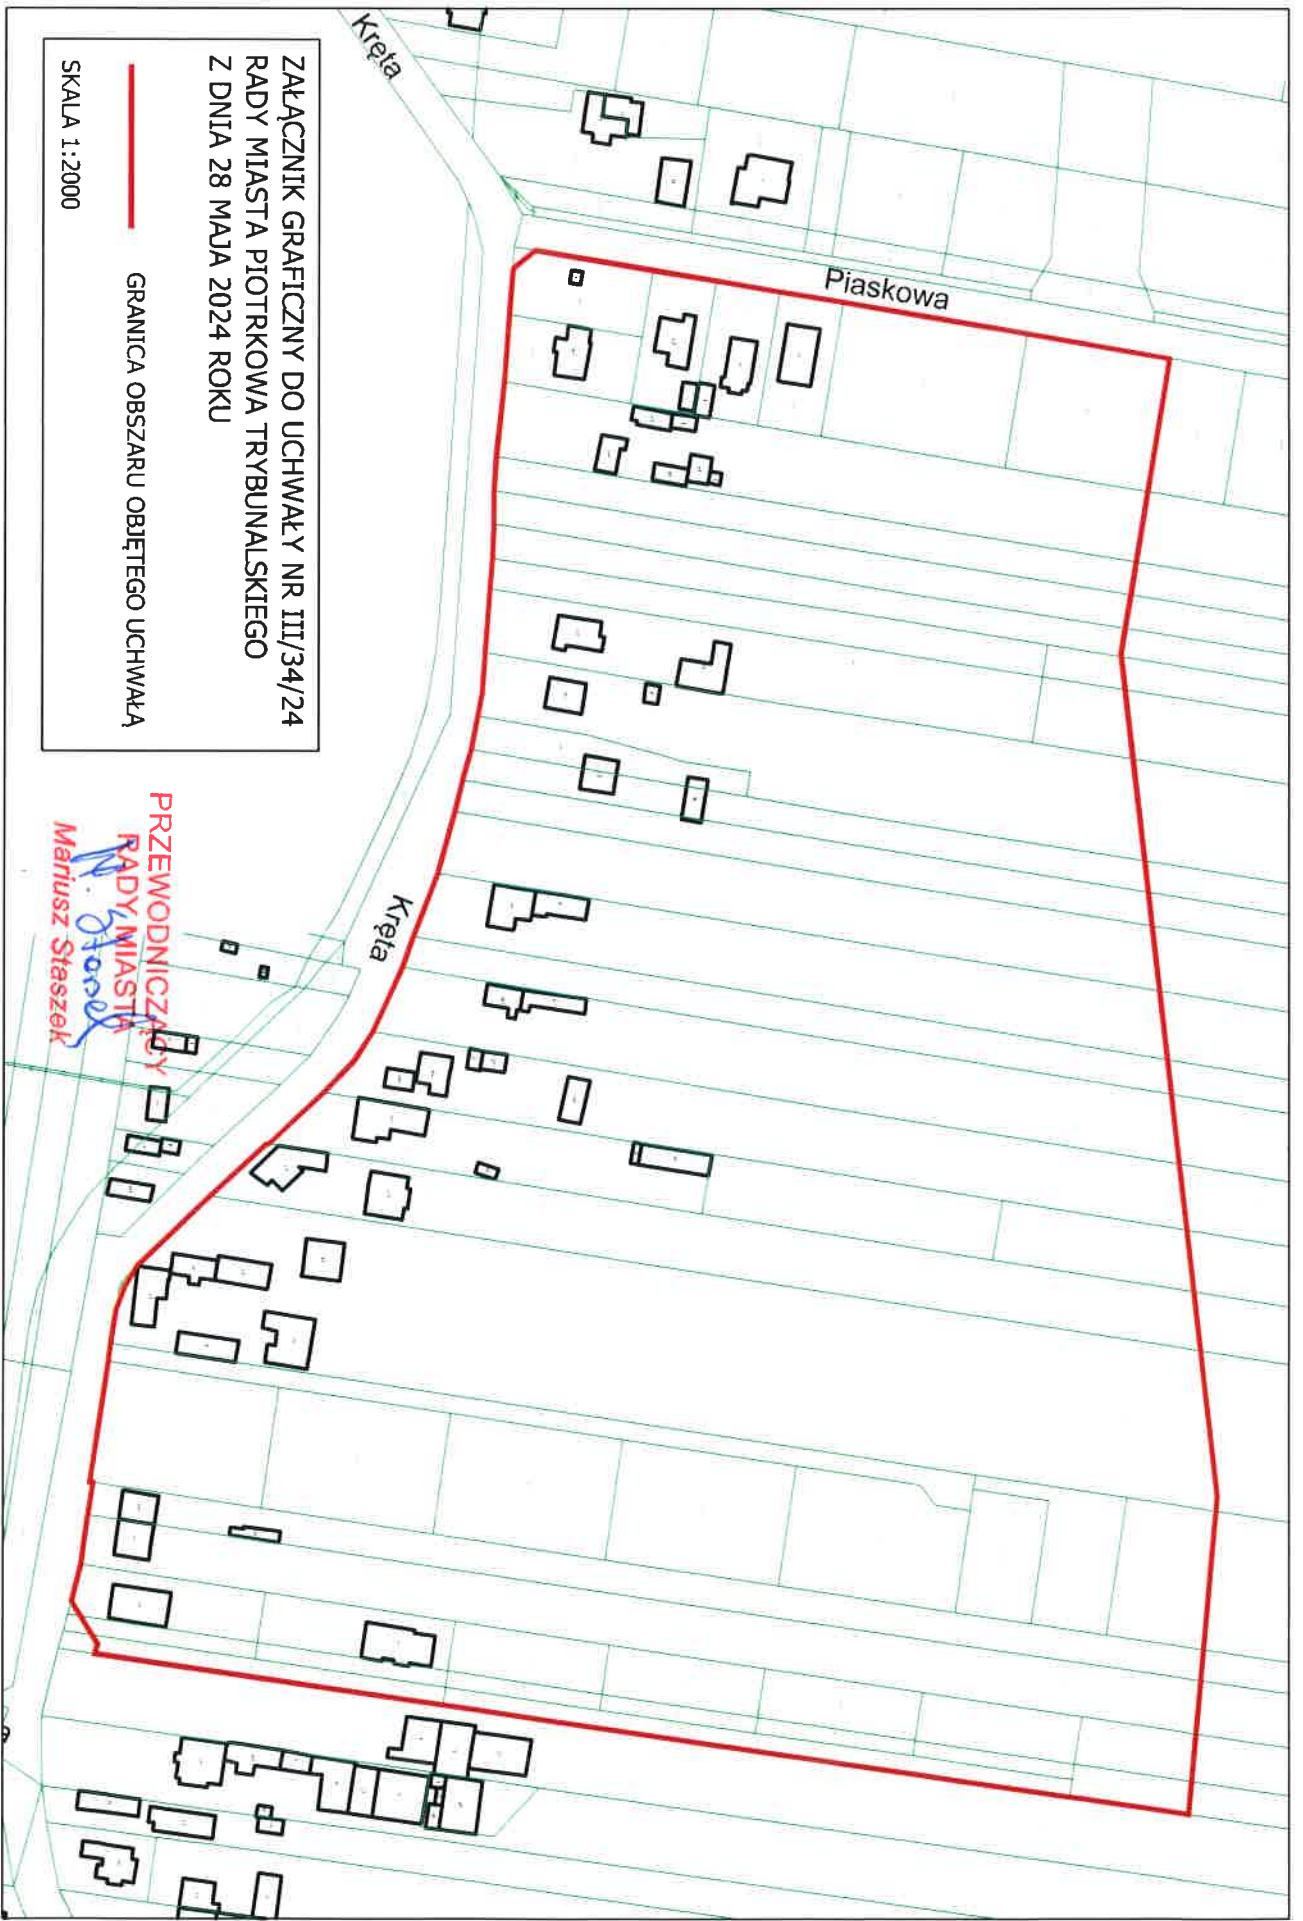 Kręta
Piaskowa
Kręta
ZAŁĄCZNIK GRAFICZNY DO UCHWAŁY NR III/34/24
RADY MIASTA PIOTRKOWA TRYBUNALSKIEGO
Z DNIA 28 MAJA 2024 ROKU
GRANICA OBSZARU OBJĘTEGO UCHWAŁĄ
SKALA 1:2000
PRZEWODNICZĄCY
RADY MIASTA
Mariusz Staszek